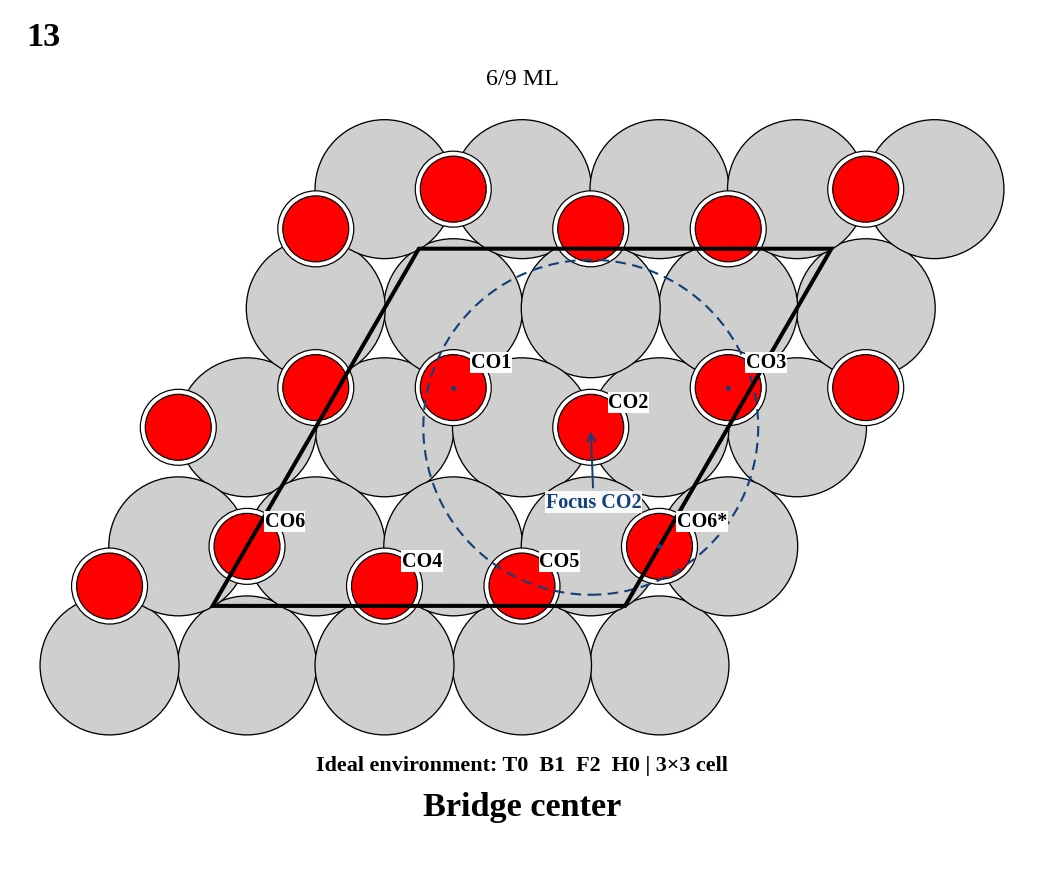 13
6/9 ML
CO1
CO3
CO2
Focus CO2
CO6
CO6*
CO4
CO5
Ideal environment: T0 B1 F2 H0 | 3×3 cell
Bridge center